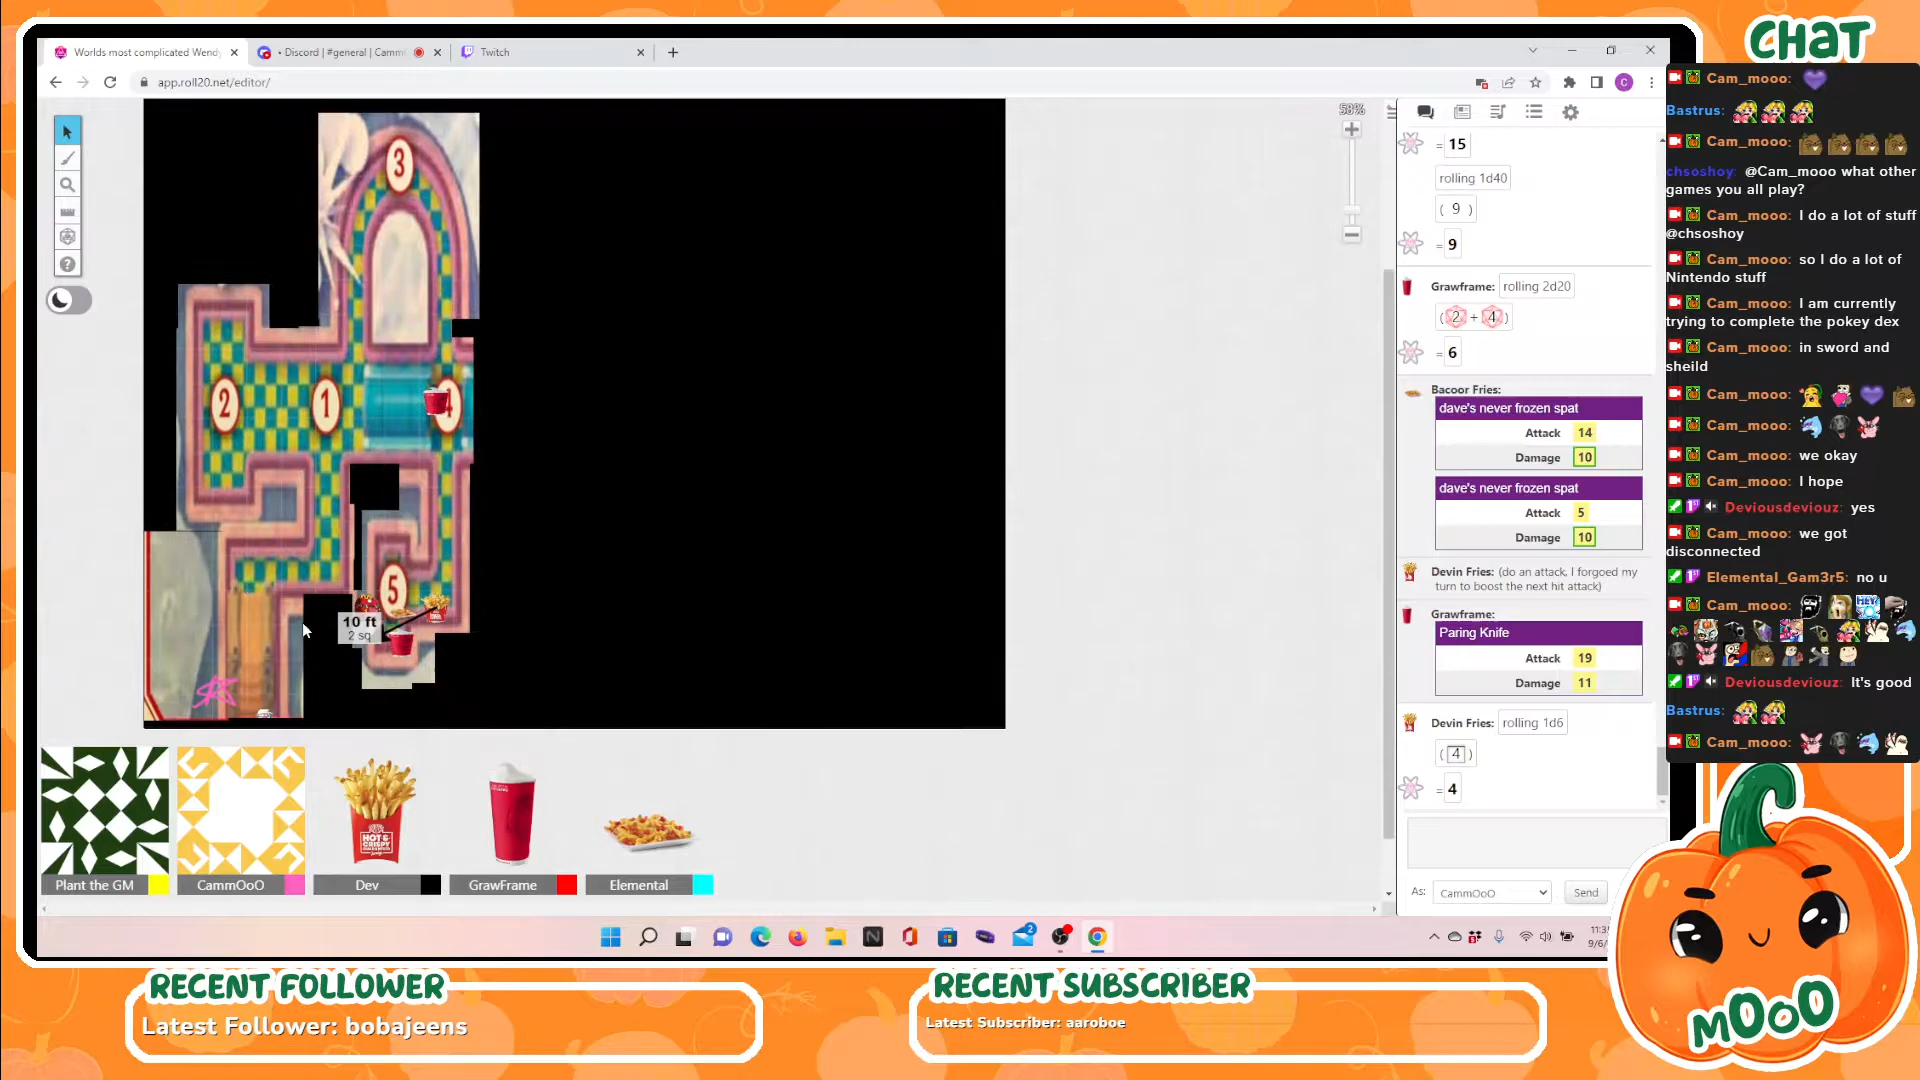 Worlds most complicated Wendy
• Discord | #general | Camm
Twitch
app.roll20.net/editor/
C
58%
3
2
1
4
5
10 ft
2 sq
= 15
rolling 1d40
( 9 )
= 9
Grawframe: rolling 2d20
( 2 + 4 )
= 6
Bacoor Fries:
dave's never frozen spat
Attack 14
Damage 10
dave's never frozen spat
Attack 5
Damage 10
Devin Fries: (do an attack, I forgoed my
turn to boost the next hit attack)
Grawframe:
Paring Knife
Attack 19
Damage 11
Devin Fries: rolling 1d6
( 4 )
= 4
As: CammOoO
Send
HOT &
CRISPY
Plant the GM
CammOoO
Dev
GrawFrame
Elemental
2
9/6/
CHAT
Cam_mooo:
Bastrus:
Cam_mooo:
chsoshoy: @Cam_mooo what other
games you all play?
Cam_mooo: I do a lot of stuff
@chsoshoy
Cam_mooo: so I do a lot of
Nintendo stuff
Cam_mooo: I am currently
trying to complete the pokey dex
Cam_mooo: in sword and
sheild
Cam_mooo:
Cam_mooo:
Cam_mooo: we okay
Cam_mooo: I hope
Deviousdeviouz: yes
Cam_mooo: we got
disconnected
Elemental_Gam3r5: no u
Cam_mooo:
HEY
Deviousdeviouz: It's good
Bastrus:
Cam_mooo:
RECENT FOLLOWER
Latest Follower: bobajeens
RECENT SUBSCRIBER
Latest Subscriber: aaroboe
mOoO